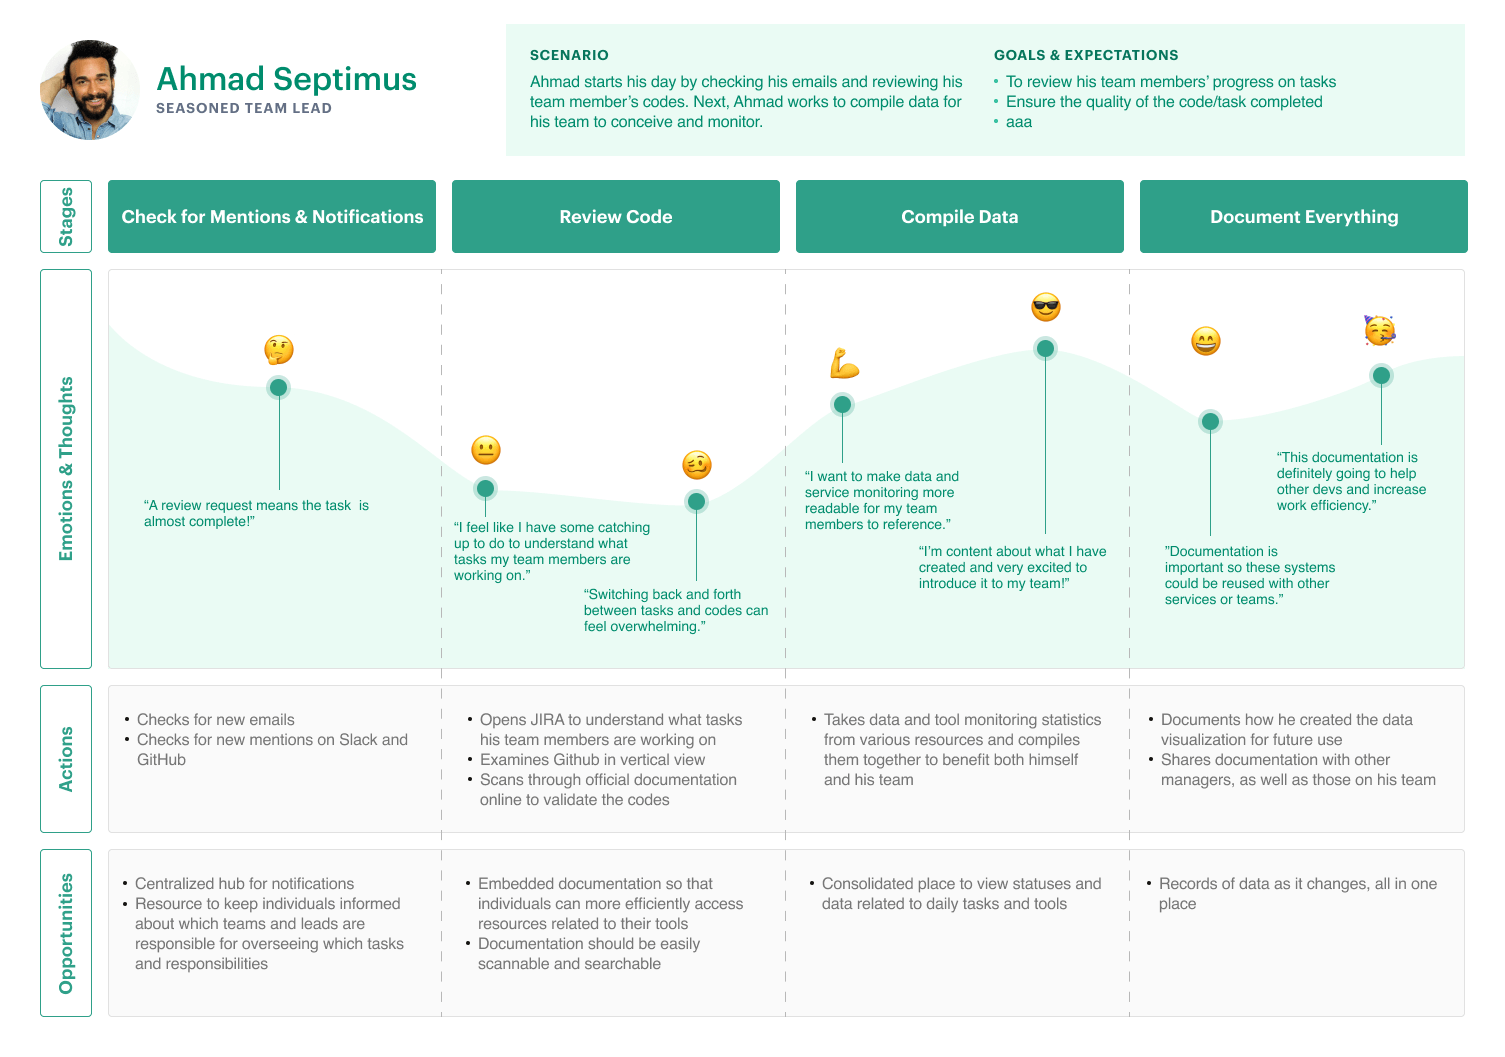 Ahmad Septimus
SEASONED TEAM LEAD
SCENARIO
Ahmad starts his day by checking his emails and reviewing his
team member's codes. Next, Ahmad works to compile data for
his team to conceive and monitor.
GOALS & EXPECTATIONS
• To review his team members' progress on tasks
• Ensure the quality of the code/task completed
• aaa
Stages
Check for Mentions & Notifications
Review Code
Compile Data
Document Everything
Emotions & Thoughts
“A review request means the task  is
almost complete!”
“I feel like I have some catching
up to do to understand what
tasks my team members are
working on.”
“Switching back and forth
between tasks and codes can
feel overwhelming.”
“I want to make data and
service monitoring more
readable for my team
members to reference.”
“I'm content about what I have
created and very excited to
introduce it to my team!”
”Documentation is
important so these systems
could be reused with other
services or teams.”
“This documentation is
definitely going to help
other devs and increase
work efficiency.”
Actions
• Checks for new emails
• Checks for new mentions on Slack and
GitHub
• Opens JIRA to understand what tasks
his team members are working on
• Examines Github in vertical view
• Scans through official documentation
online to validate the codes
• Takes data and tool monitoring statistics
from various resources and compiles
them together to benefit both himself
and his team
• Documents how he created the data
visualization for future use
• Shares documentation with other
managers, as well as those on his team
Opportunities
• Centralized hub for notifications
• Resource to keep individuals informed
about which teams and leads are
responsible for overseeing which tasks
and responsibilities
• Embedded documentation so that
individuals can more efficiently access
resources related to their tools
• Documentation should be easily
scannable and searchable
• Consolidated place to view statuses and
data related to daily tasks and tools
• Records of data as it changes, all in one
place